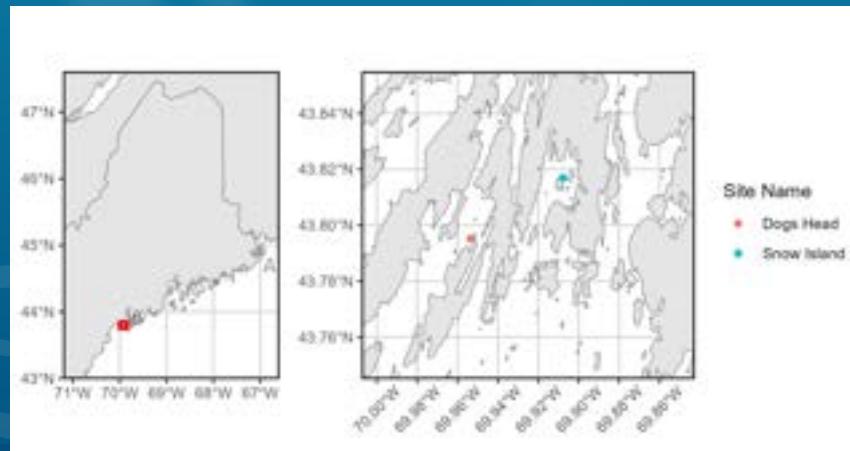 47°N
46°N
45°N
44°N
43°N
71°W 70°W 69°W 68°W 67°W
43.84°N
43.82°N
43.80°N
43.78°N
43.76°N
70.00°W 69.98°W 69.96°W 69.94°W 69.92°W 69.90°W 69.88°W 69.86°W
Site Name
Dogs Head
Snow Island